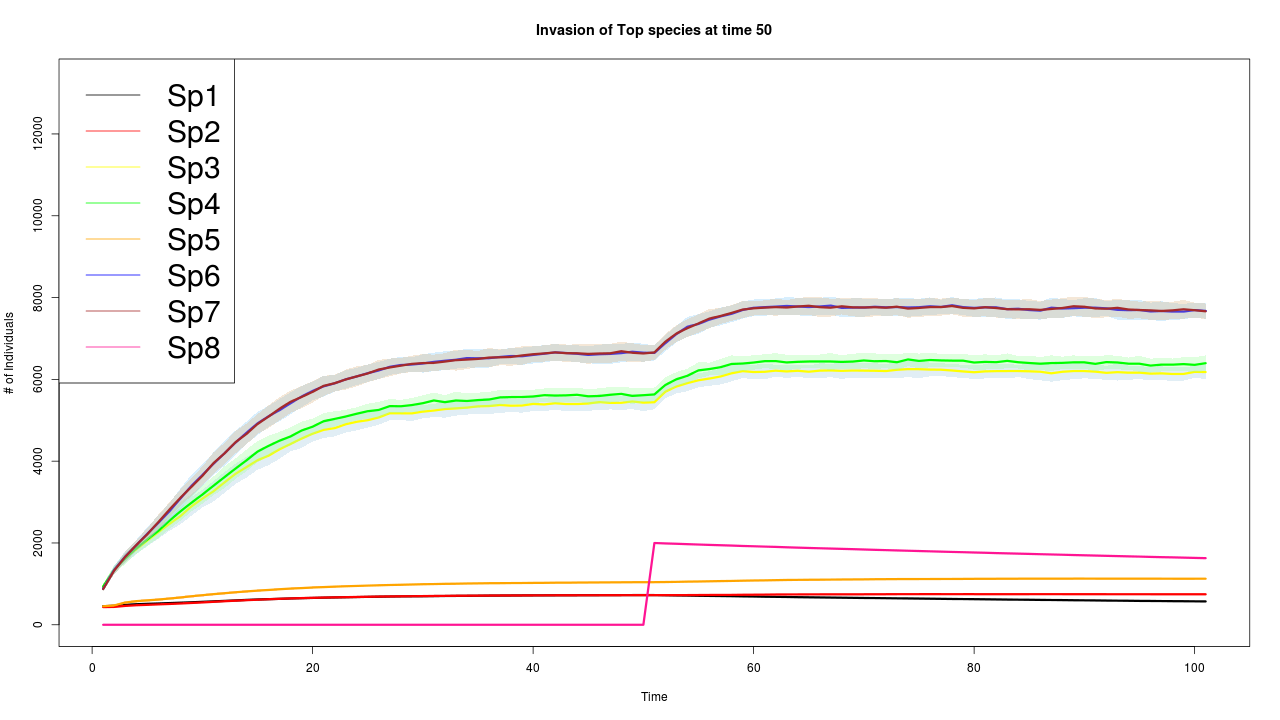 Invasion of Top species at time 50
# of Individuals
12000
10000
8000
6000
4000
2000
0
Sp1
Sp2
Sp3
Sp4
Sp5
Sp6
Sp7
Sp8
0 20 40 60 80 100
Time